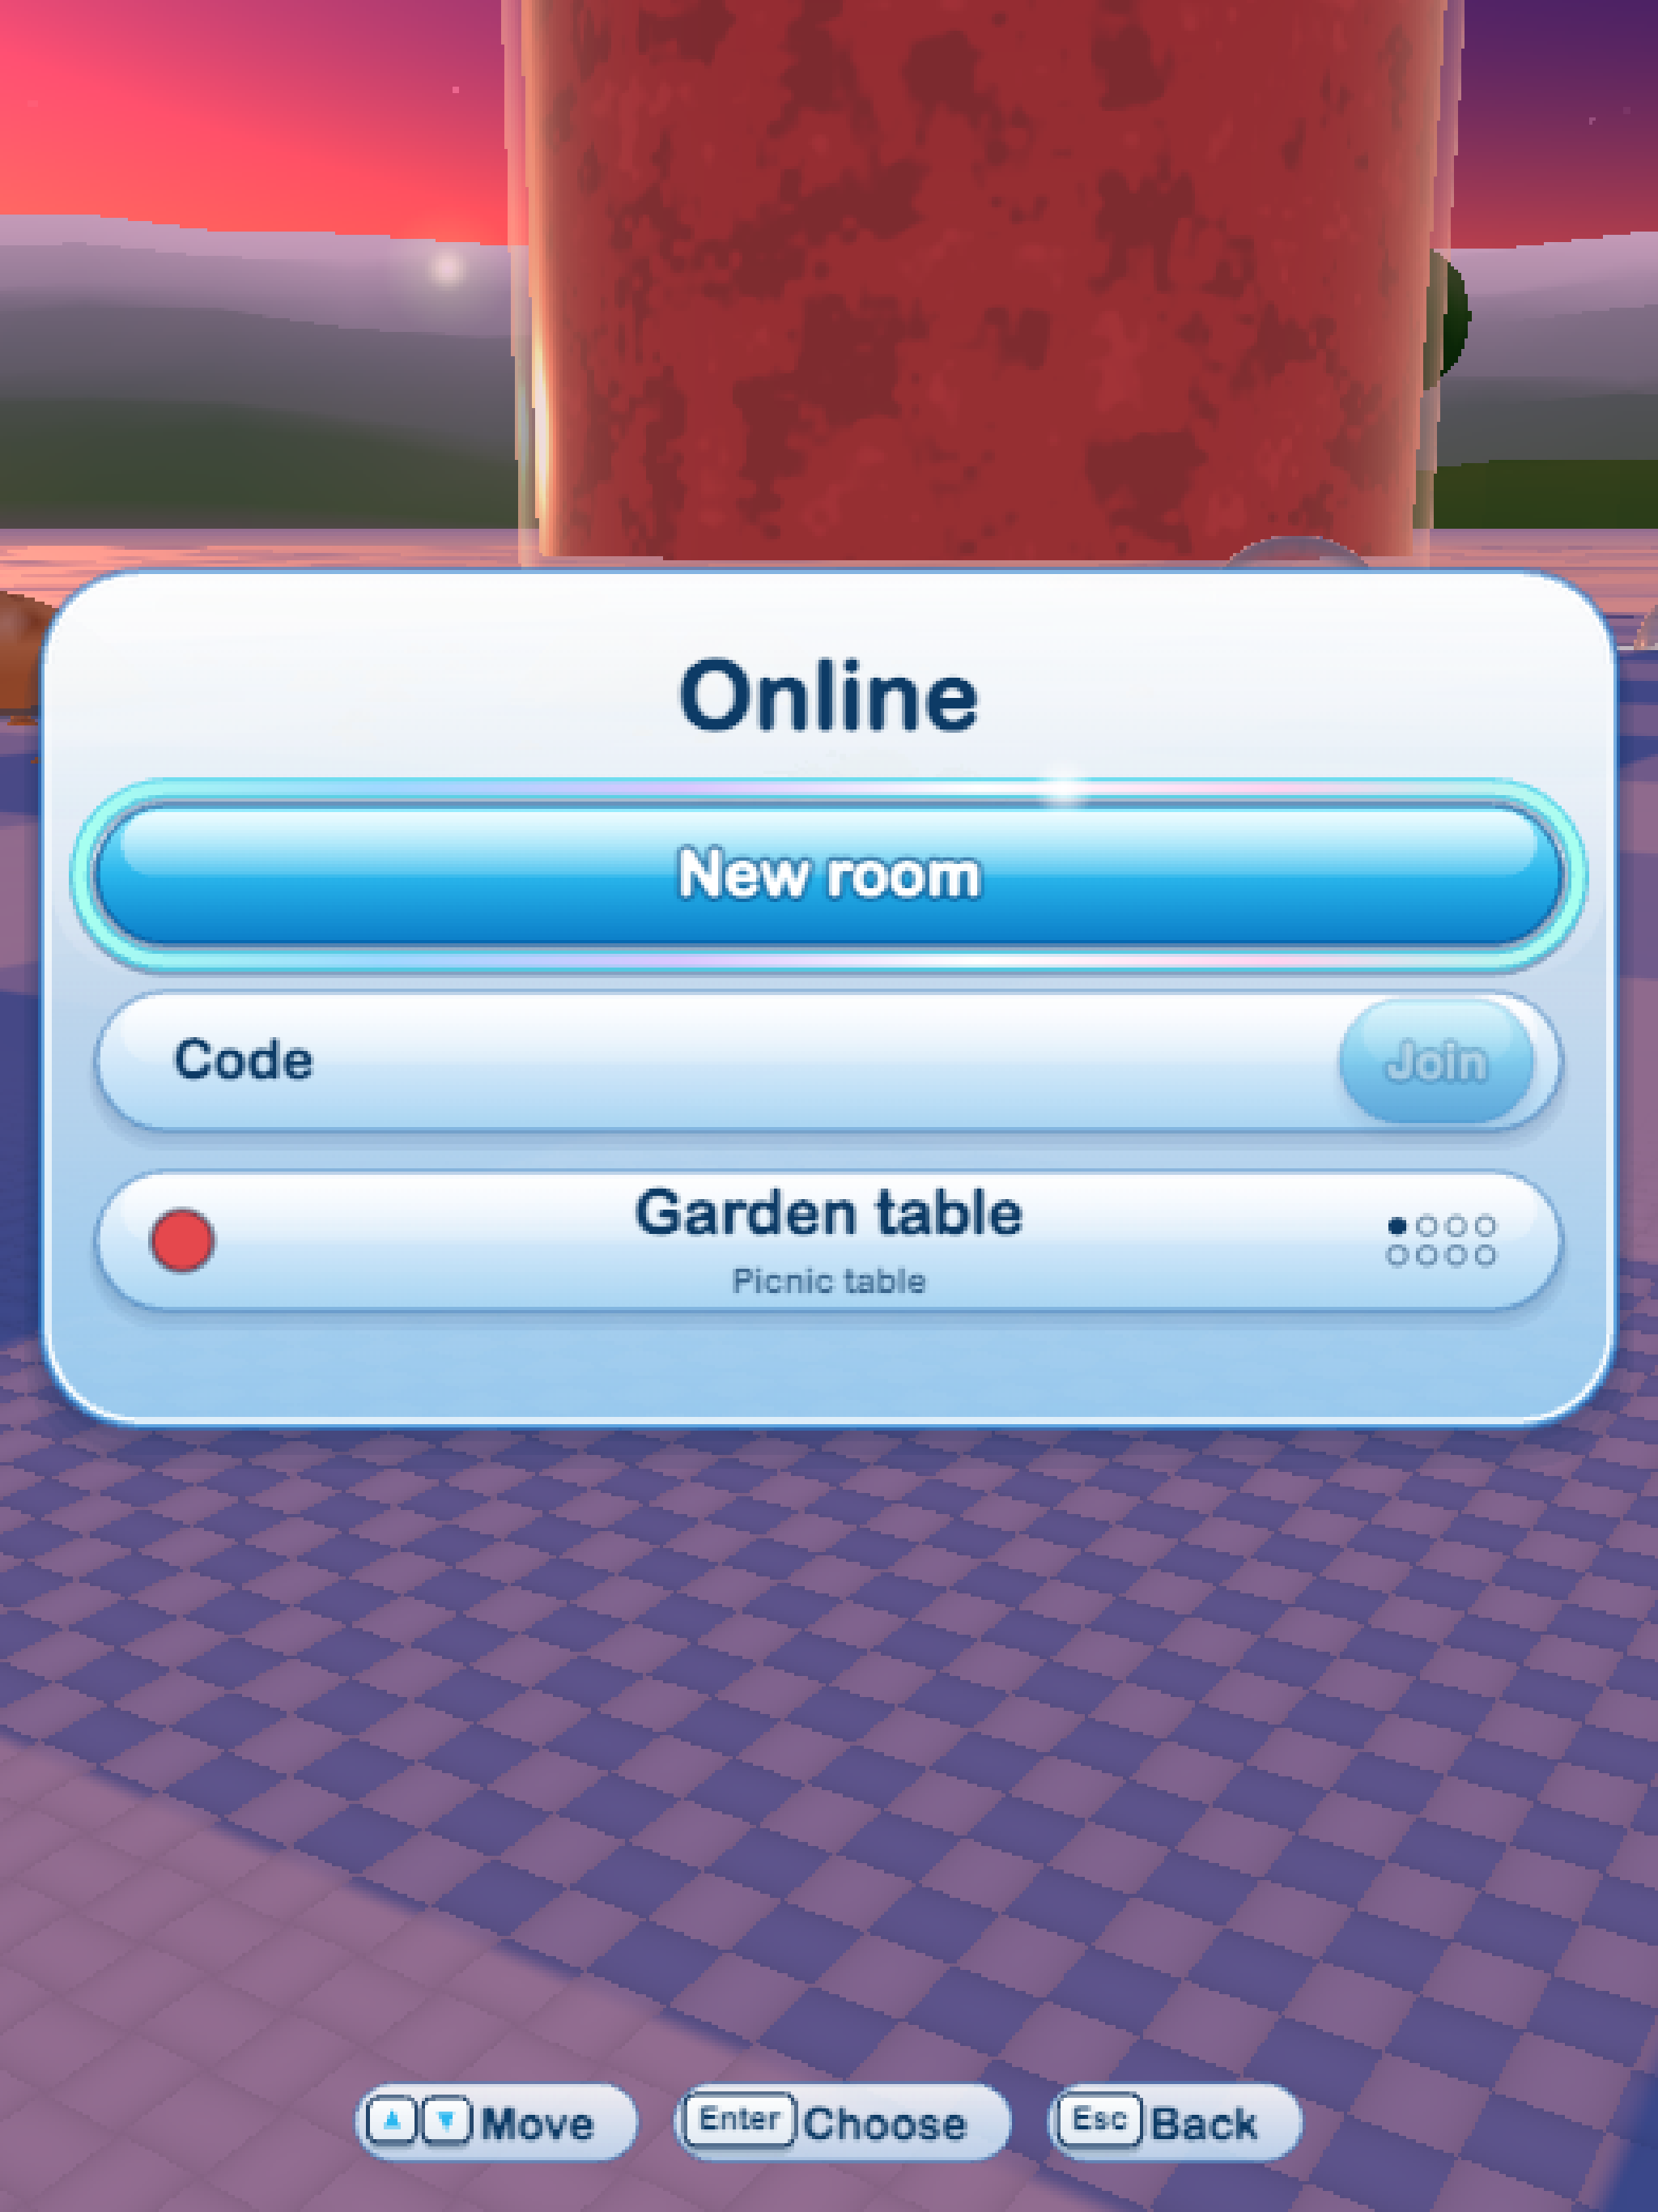 Online
New room
Code
Join
Garden table
Picnic table
▲ ▼ Move
Enter Choose
Esc Back